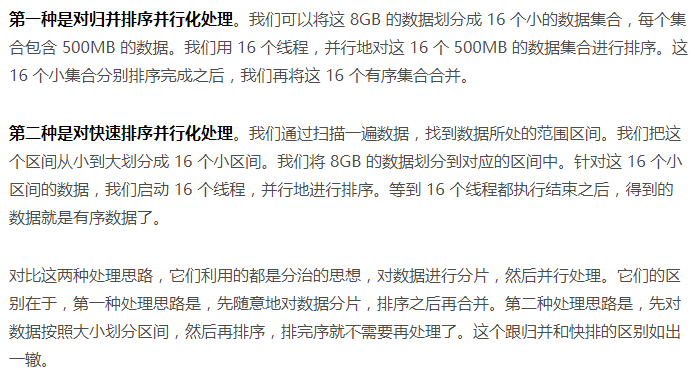 第一种是对归并排序并行化处理。我们可以将这 8GB 的数据划分成 16 个小的数据集合，每个集
合包含 500MB 的数据。我们用 16 个线程，并行地对这 16 个 500MB 的数据集合进行排序。这
16 个小集合分别排序完成之后，我们再将这 16 个有序集合合并。
第二种是对快速排序并行化处理。我们通过扫描一遍数据，找到数据所处的范围区间。我们把这
个区间从小到大划分成 16 个小区间。我们将 8GB 的数据划分到对应的区间中。针对这 16 个小
区间的数据，我们启动 16 个线程，并行地进行排序。等到 16 个线程都执行结束之后，得到的
数据就是有序数据了。
对比这两种处理思路，它们利用的都是分治的思想，对数据进行分片，然后并行处理。它们的区
别在于，第一种处理思路是，先随意地对数据分片，排序之后再合并。第二种处理思路是，先对
数据按照大小划分区间，然后再排序，排完序就不需要再处理了。这个跟归并和快排的区别如出
一辙。